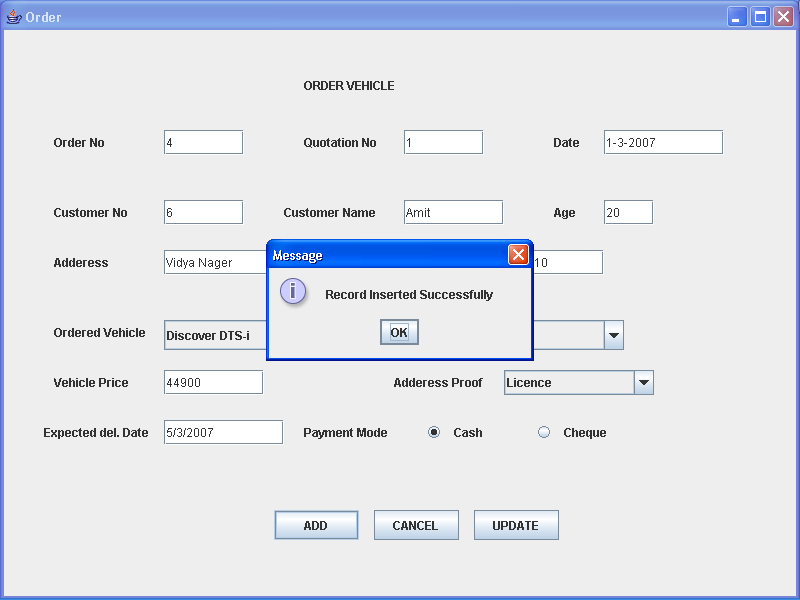 Order
ORDER VEHICLE
Order No 4 Quotation No 1 Date 1-3-2007
Customer No 6 Customer Name Amit Age 20
Adderess Vidya Nager 10
Message
Record Inserted Successfully
OK
Ordered Vehicle Discover DTS-i
Vehicle Price 44900 Adderess Proof Licence
Expected del. Date 5/3/2007 Payment Mode Cash Cheque
ADD CANCEL UPDATE